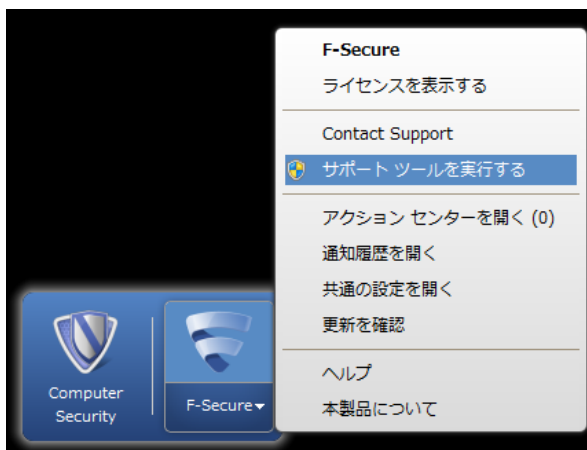 F-Secure
ライセンスを表示する
Contact Support
サポート ツールを実行する
アクション センターを開く (0)
通知履歴を開く
共通の設定を開く
更新を確認
ヘルプ
本製品について
Computer
Security
F-Secure